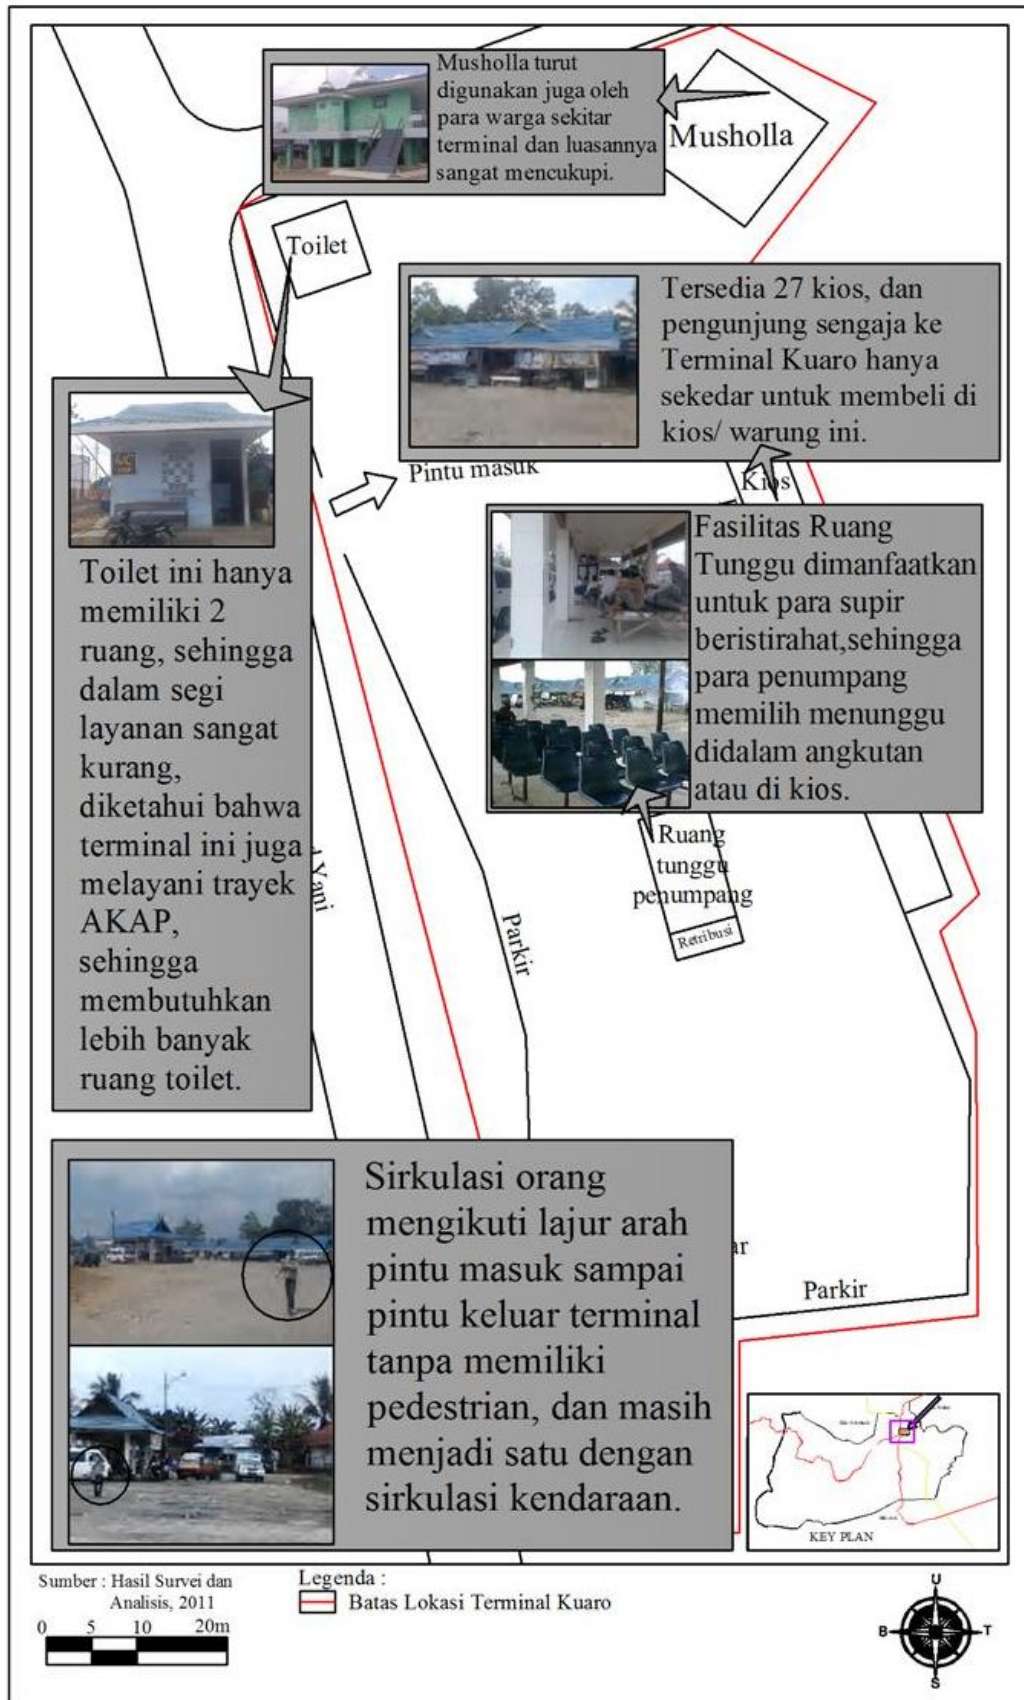 Musholla turut
digunakan juga oleh
para warga sekitar
terminal dan luasannya
sangat mencukupi.
Musholla
Toilet
Tersedia 27 kios, dan
pengunjung sengaja ke
Terminal Kuaro hanya
sekedar untuk membeli di
kios/ warung ini.
Pintu masuk
Kios
Fasilitas Ruang
Tunggu dimanfaatkan
untuk para supir
beristirahat,sehingga
para penumpang
memilih menunggu
didalam angkutan
atau di kios.
Toilet ini hanya
memiliki 2
ruang, sehingga
dalam segi
layanan sangat
kurang,
diketahui bahwa
terminal ini juga
melayani trayek
AKAP,
sehingga
membutuhkan
lebih banyak
ruang toilet.
Yani
Ruang
tunggu
penumpang
Retribusi
Parkir
Sirkulasi orang
mengikuti lajur arah
pintu masuk sampai
pintu keluar terminal
tanpa memiliki
pedestrian, dan masih
menjadi satu dengan
sirkulasi kendaraan.
ar
Parkir
KEY PLAN
Sumber : Hasil Survei dan
Analisis, 2011
0 5 10 20m
Legenda :
Batas Lokasi Terminal Kuaro
U
B T
S